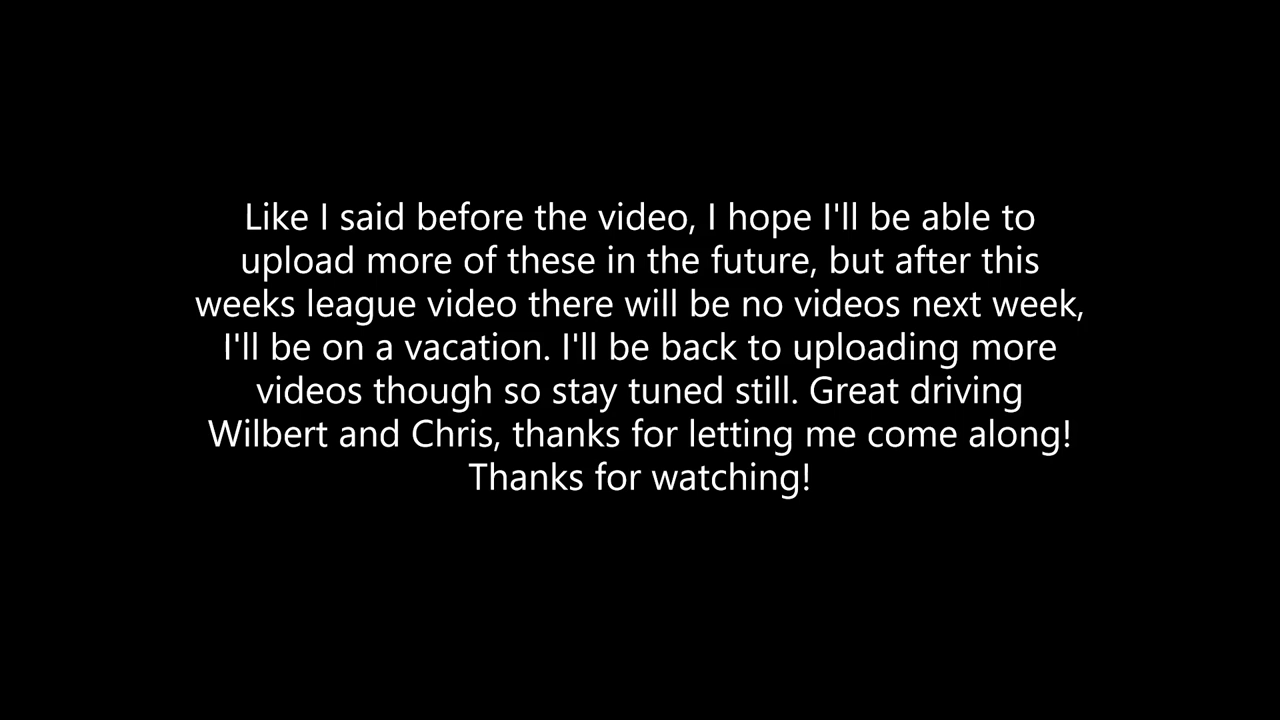 Like I said before the video, I hope I'll be able to
upload more of these in the future, but after this
weeks league video there will be no videos next week,
I'll be on a vacation. I'll be back to uploading more
videos though so stay tuned still. Great driving
Wilbert and Chris, thanks for letting me come along!
Thanks for watching!